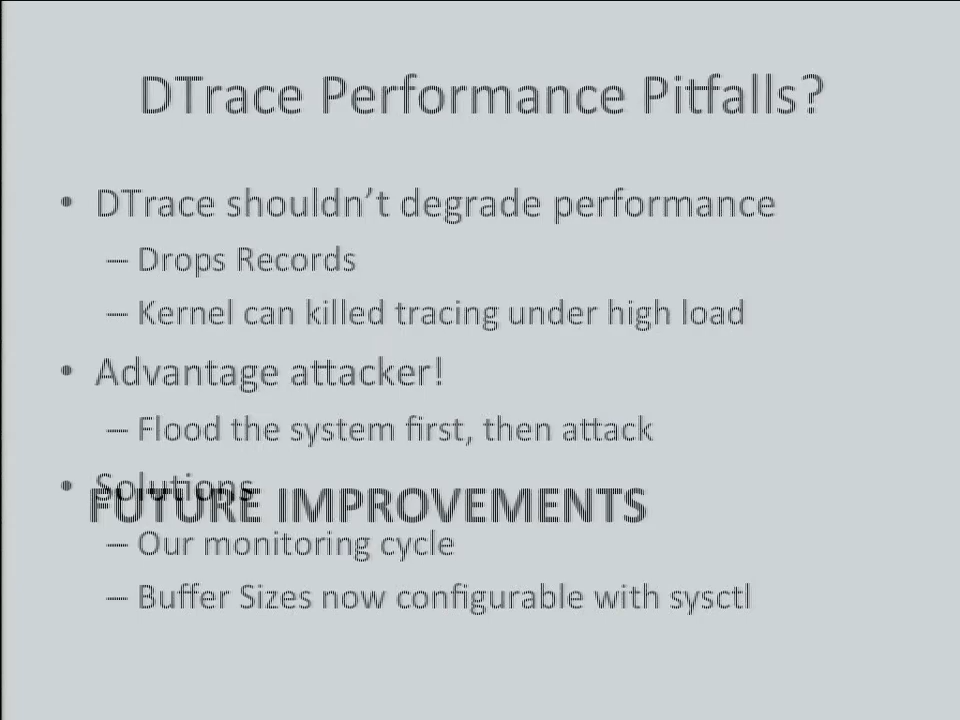 DTrace Performance Pitfalls?
• DTrace shouldn't degrade performance
– Drops Records
– Kernel can killed tracing under high load
• Advantage attacker!
– Flood the system first, then attack
• Solutions
FUTURE IMPROVEMENTS
– Our monitoring cycle
– Buffer Sizes now configurable with sysctl